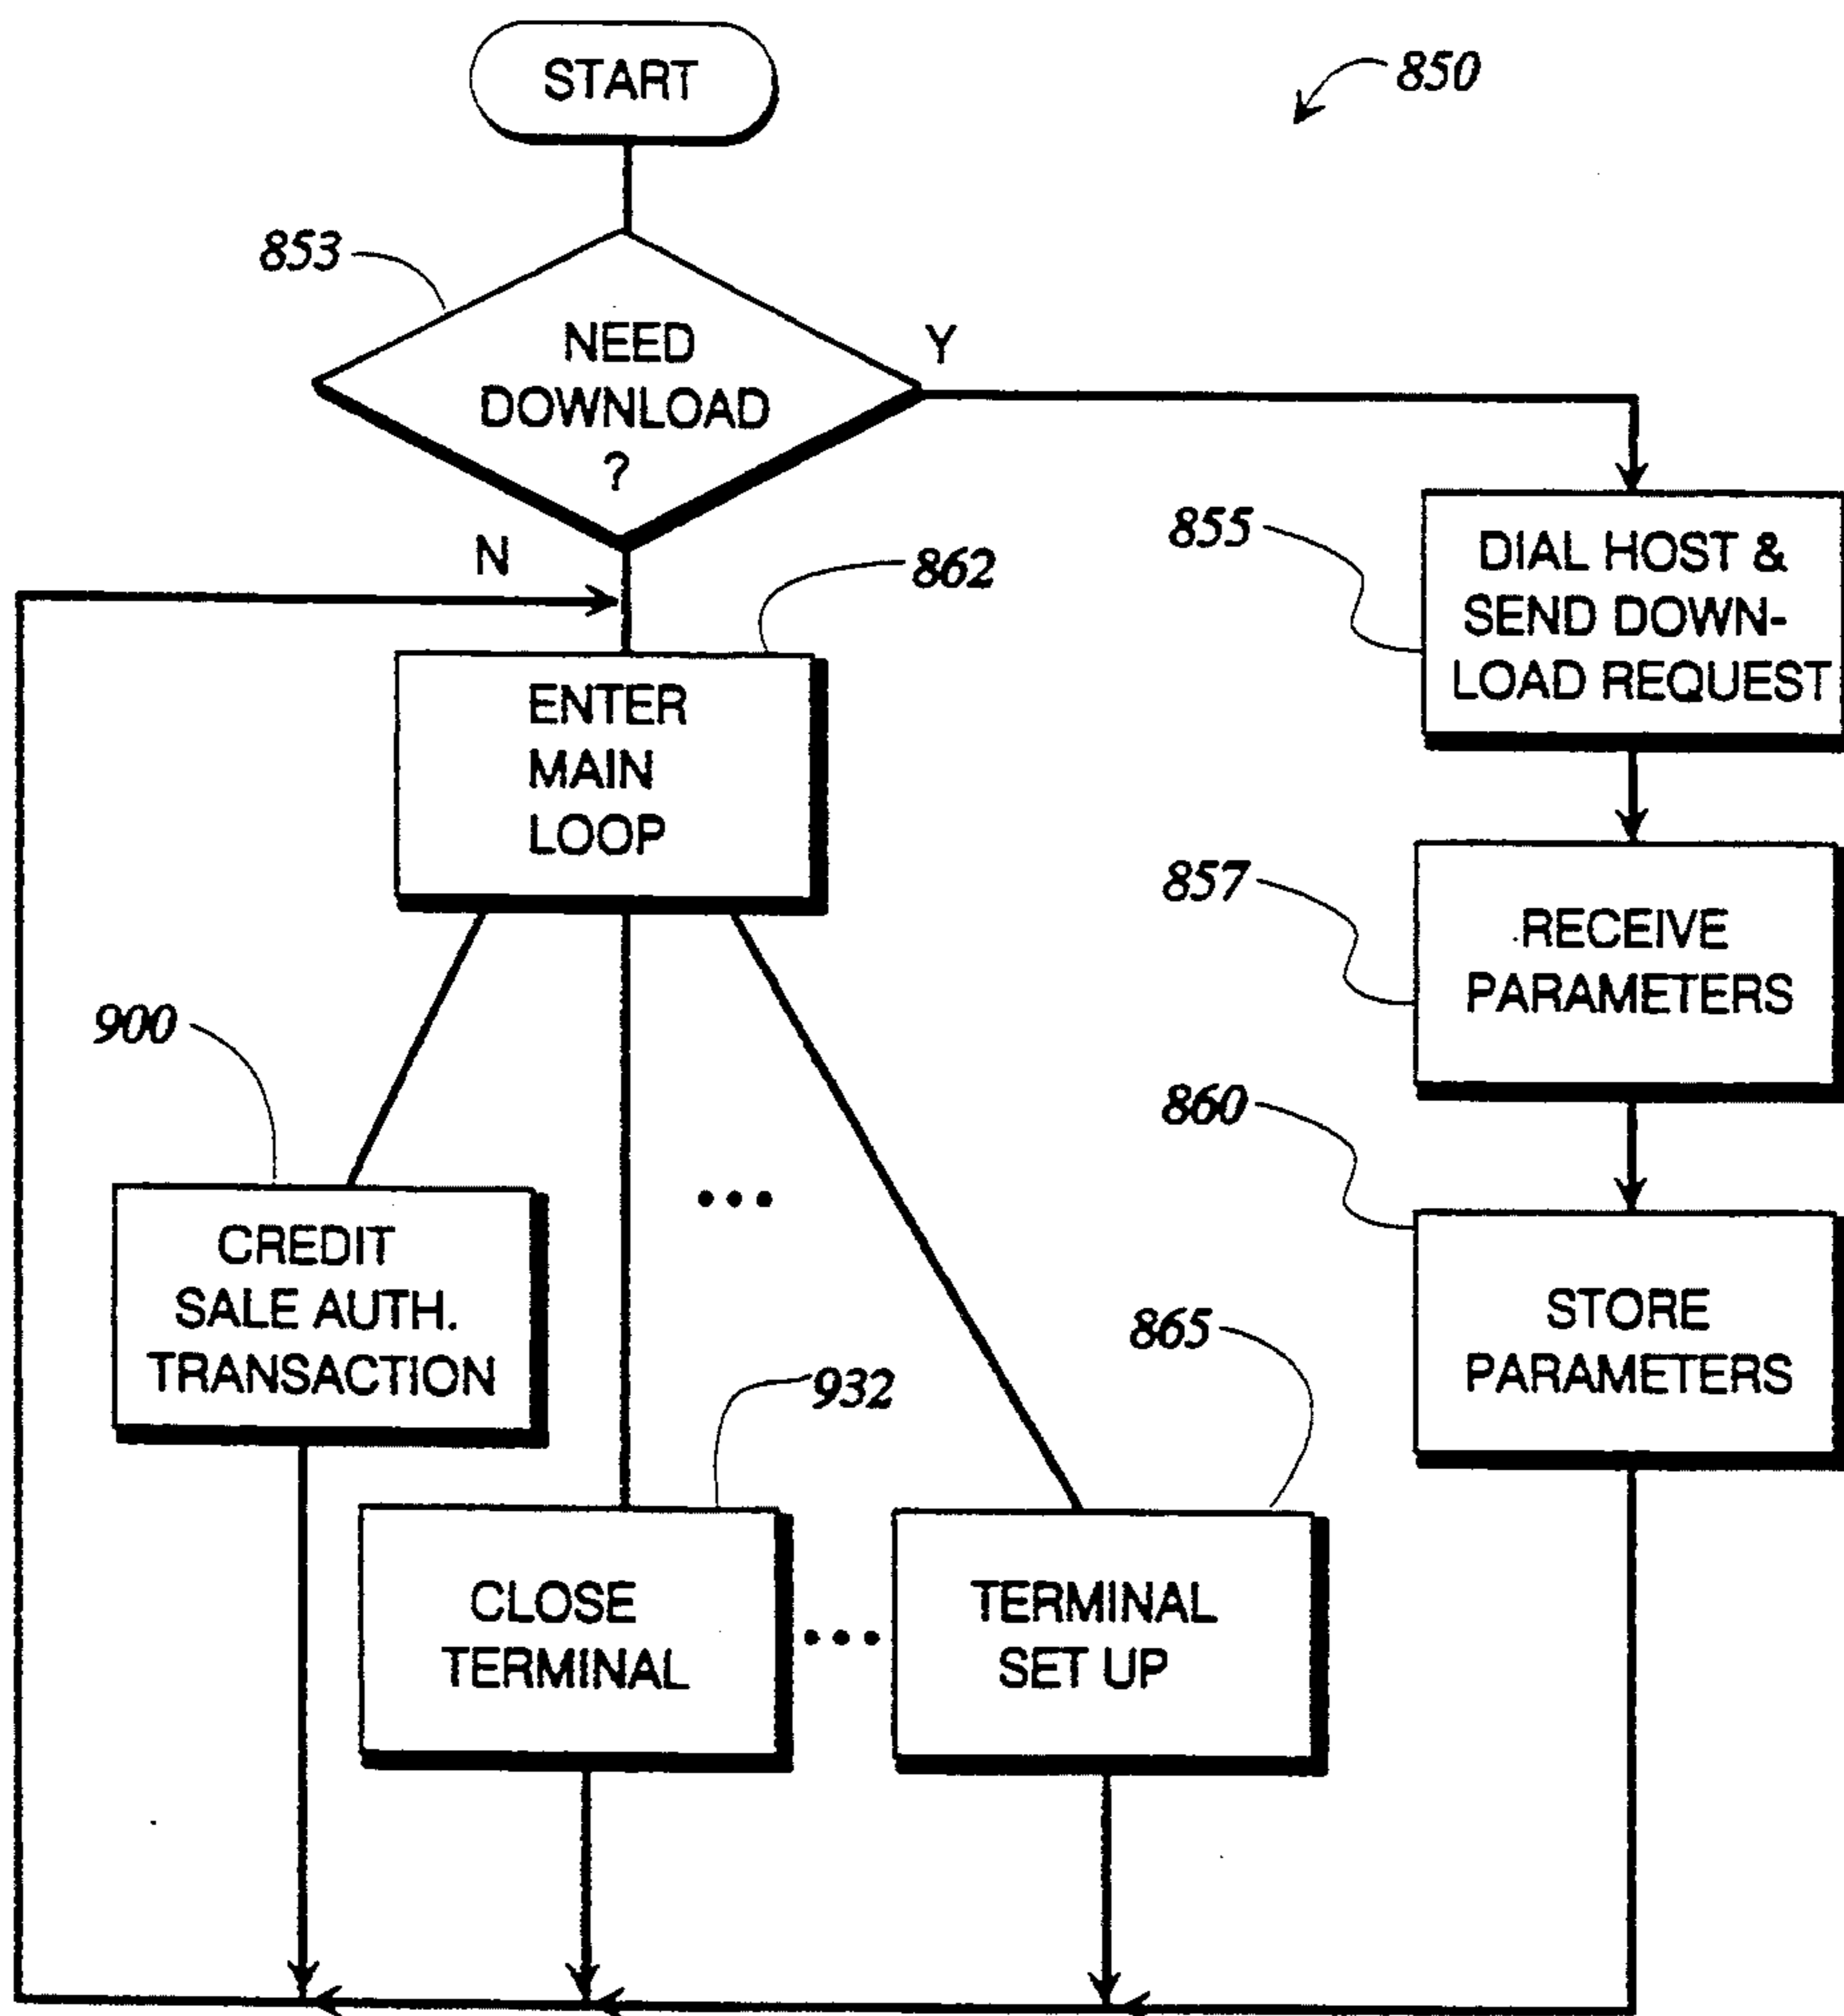 START
850
853
NEED
DOWNLOAD
?
Y
N
862
ENTER
MAIN
LOOP
855
DIAL HOST &
SEND DOWN-
LOAD REQUEST
857
RECEIVE
PARAMETERS
860
STORE
PARAMETERS
900
CREDIT
SALE AUTH.
TRANSACTION
•••
932
CLOSE
TERMINAL
•••
865
TERMINAL
SET UP